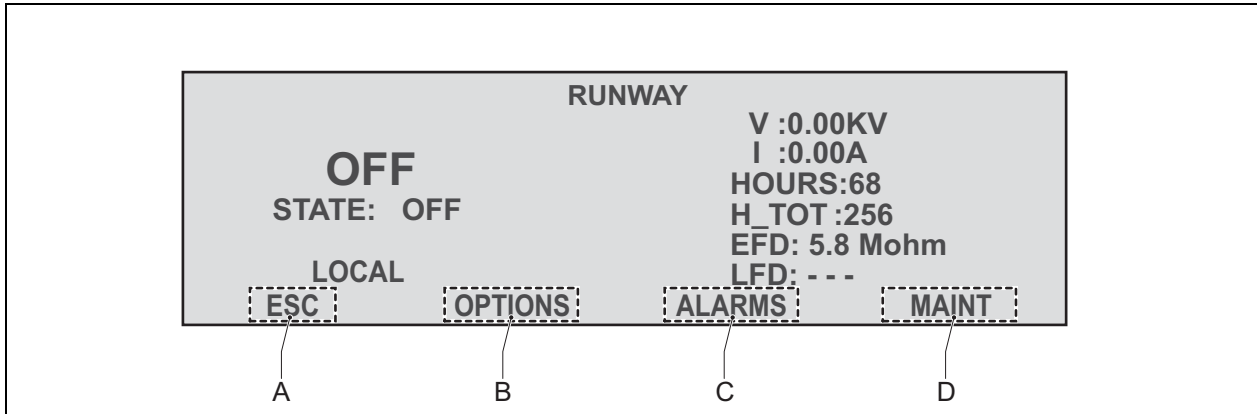 RUNWAY
OFF
STATE: OFF
LOCAL
V :0.00KV
I :0.00A
HOURS:68
H_TOT :256
EFD: 5.8 Mohm
LFD: - - -
ESC OPTIONS ALARMS MAINT
A B C D